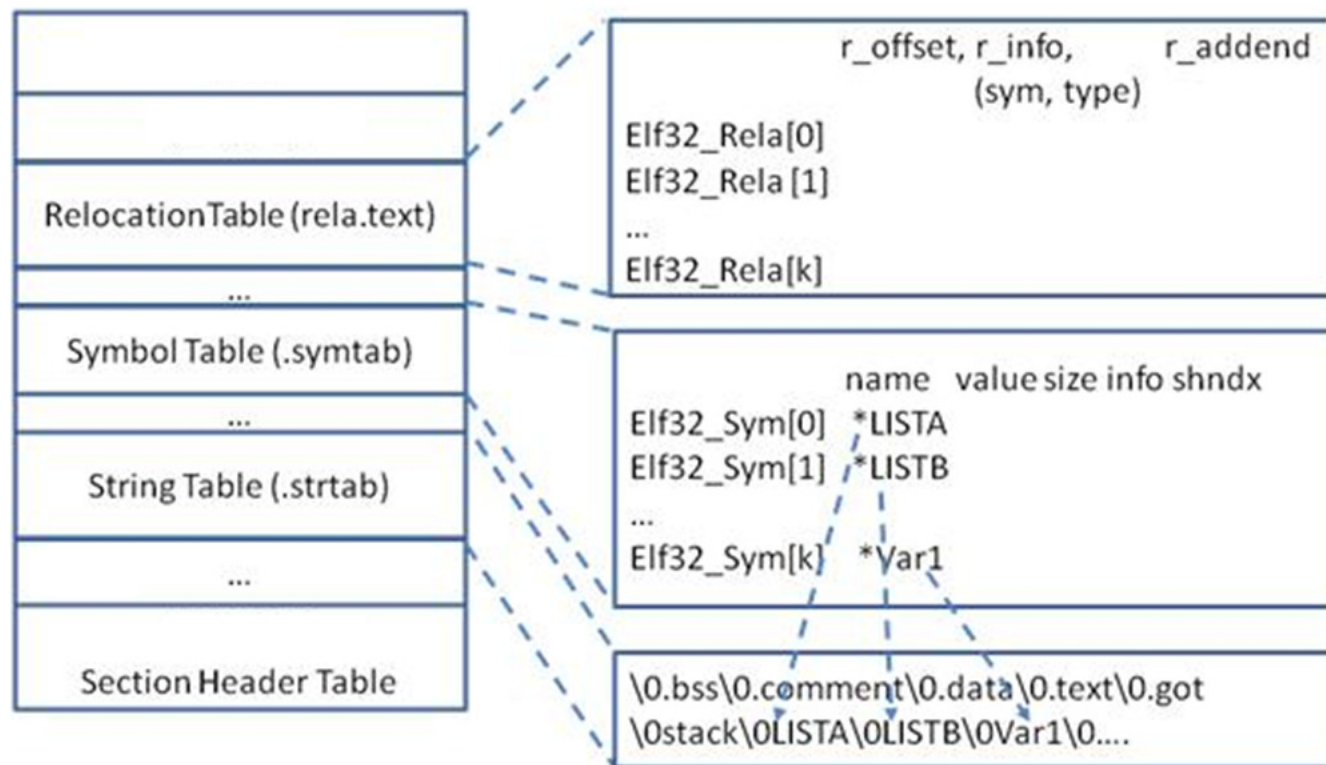 RelocationTable (rela.text)
...
Symbol Table (.symtab)
...
String Table (.strtab)
...
Section Header Table
r_offset, r_info, r_addend
(sym, type)
Elf32_Rela[0]
Elf32_Rela [1]
...
Elf32_Rela[k]
name value size info shndx
Elf32_Sym[0] *LISTA
Elf32_Sym[1] *LISTB
...
Elf32_Sym[k] *Var1
\0.bss\0.comment\0.data\0.text\0.got
\0stack\0LISTA\0LISTB\0Var1\0....